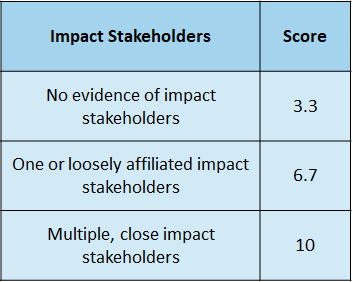 Impact Stakeholders Score
No evidence of impact
stakeholders
3.3
One or loosely affiliated impact
stakeholders
6.7
Multiple, close impact
stakeholders
10